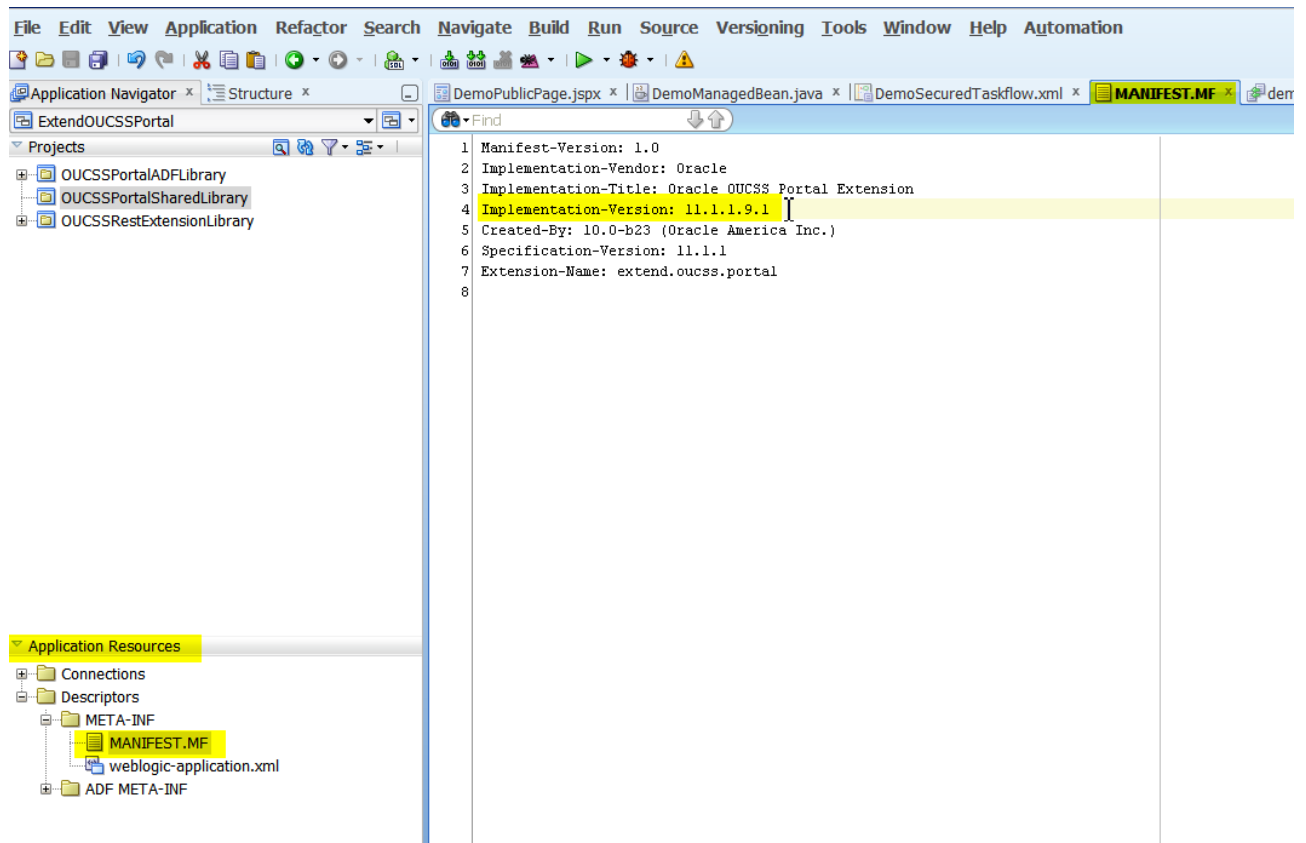 File Edit View Application Refactor Search Navigate Build Run Source Versioning Tools Window Help Automation
Application Navigator x Structure x
DemoPublicPage.jspx x DemoManagedBean.java x DemoSecuredTaskflow.xml x MANIFEST.MF x dem
ExtendOUCSSPortal
Find
Projects
OUCSSPortalADFLibrary
OUCSSPortalSharedLibrary
OUCSSRestExtensionLibrary
1 Manifest-Version: 1.0
2 Implementation-Vendor: Oracle
3 Implementation-Title: Oracle OUCSS Portal Extension
4 Implementation-Version: 11.1.1.9.1
5 Created-By: 10.0-b23 (Oracle America Inc.)
6 Specification-Version: 11.1.1
7 Extension-Name: extend.oucss.portal
8
Application Resources
Connections
Descriptors
META-INF
MANIFEST.MF
weblogic-application.xml
ADF META-INF